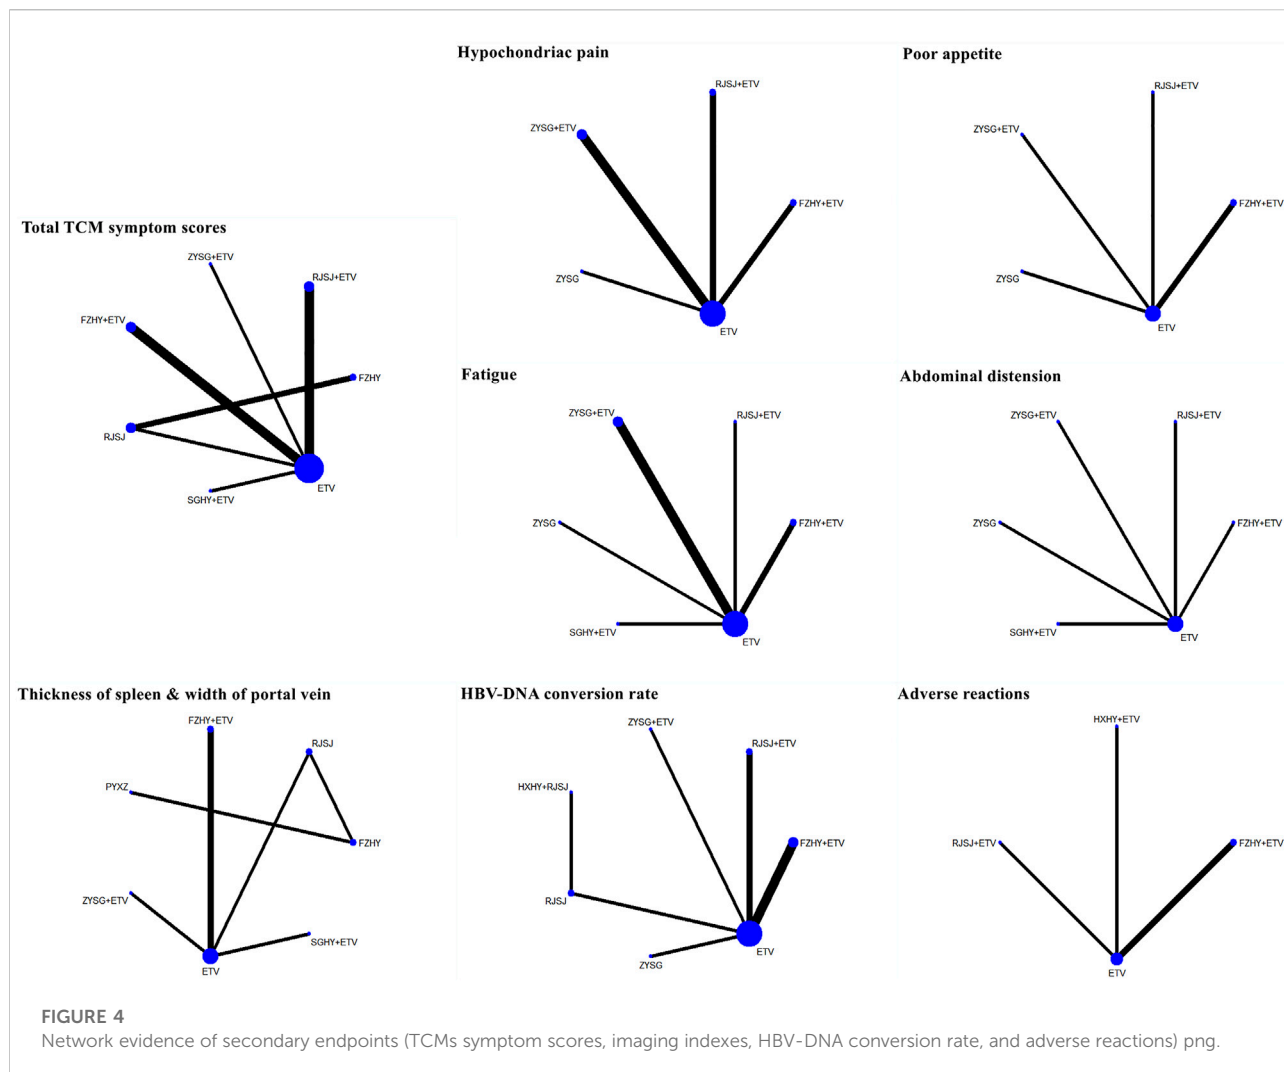 Hypochondriac pain
RJSJ+ETV
ZYSG+ETV
FZHY+ETV
ZYSG
ETV
Poor appetite
RJSJ+ETV
ZYSG+ETV
FZHY+ETV
ZYSG
ETV
Total TCM symptom scores
ZYSG+ETV
RJSJ+ETV
FZHY+ETV
FZHY
RJSJ
ETV
SGHY+ETV
Fatigue
ZYSG+ETV
RJSJ+ETV
ZYSG
FZHY+ETV
SGHY+ETV
ETV
Abdominal distension
ZYSG+ETV
RJSJ+ETV
ZYSG
FZHY+ETV
SGHY+ETV
ETV
Thickness of spleen & width of portal vein
FZHY+ETV
RJSJ
PYXZ
FZHY
ZYSG+ETV
SGHY+ETV
ETV
HBV-DNA conversion rate
ZYSG+ETV
RJSJ+ETV
HXHY+RJSJ
FZHY+ETV
RJSJ
ETV
ZYSG
Adverse reactions
HXHY+ETV
RJSJ+ETV
FZHY+ETV
ETV
FIGURE 4
Network evidence of secondary endpoints (TCMs symptom scores, imaging indexes, HBV-DNA conversion rate, and adverse reactions) png.